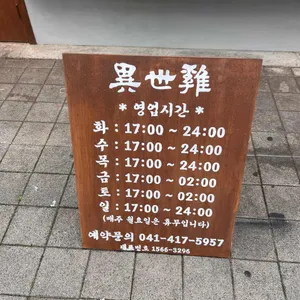 異世雞
* 영업시간 *
화 : 17:00 ~ 24:00
수 : 17:00 ~ 24:00
목 : 17:00 ~ 24:00
금 : 17:00 ~ 02:00
토 : 17:00 ~ 02:00
일 : 17:00 ~ 24:00
(매주 월요일은 휴무입니다)
예약문의 041-417-5957
대표번호 1566-3296